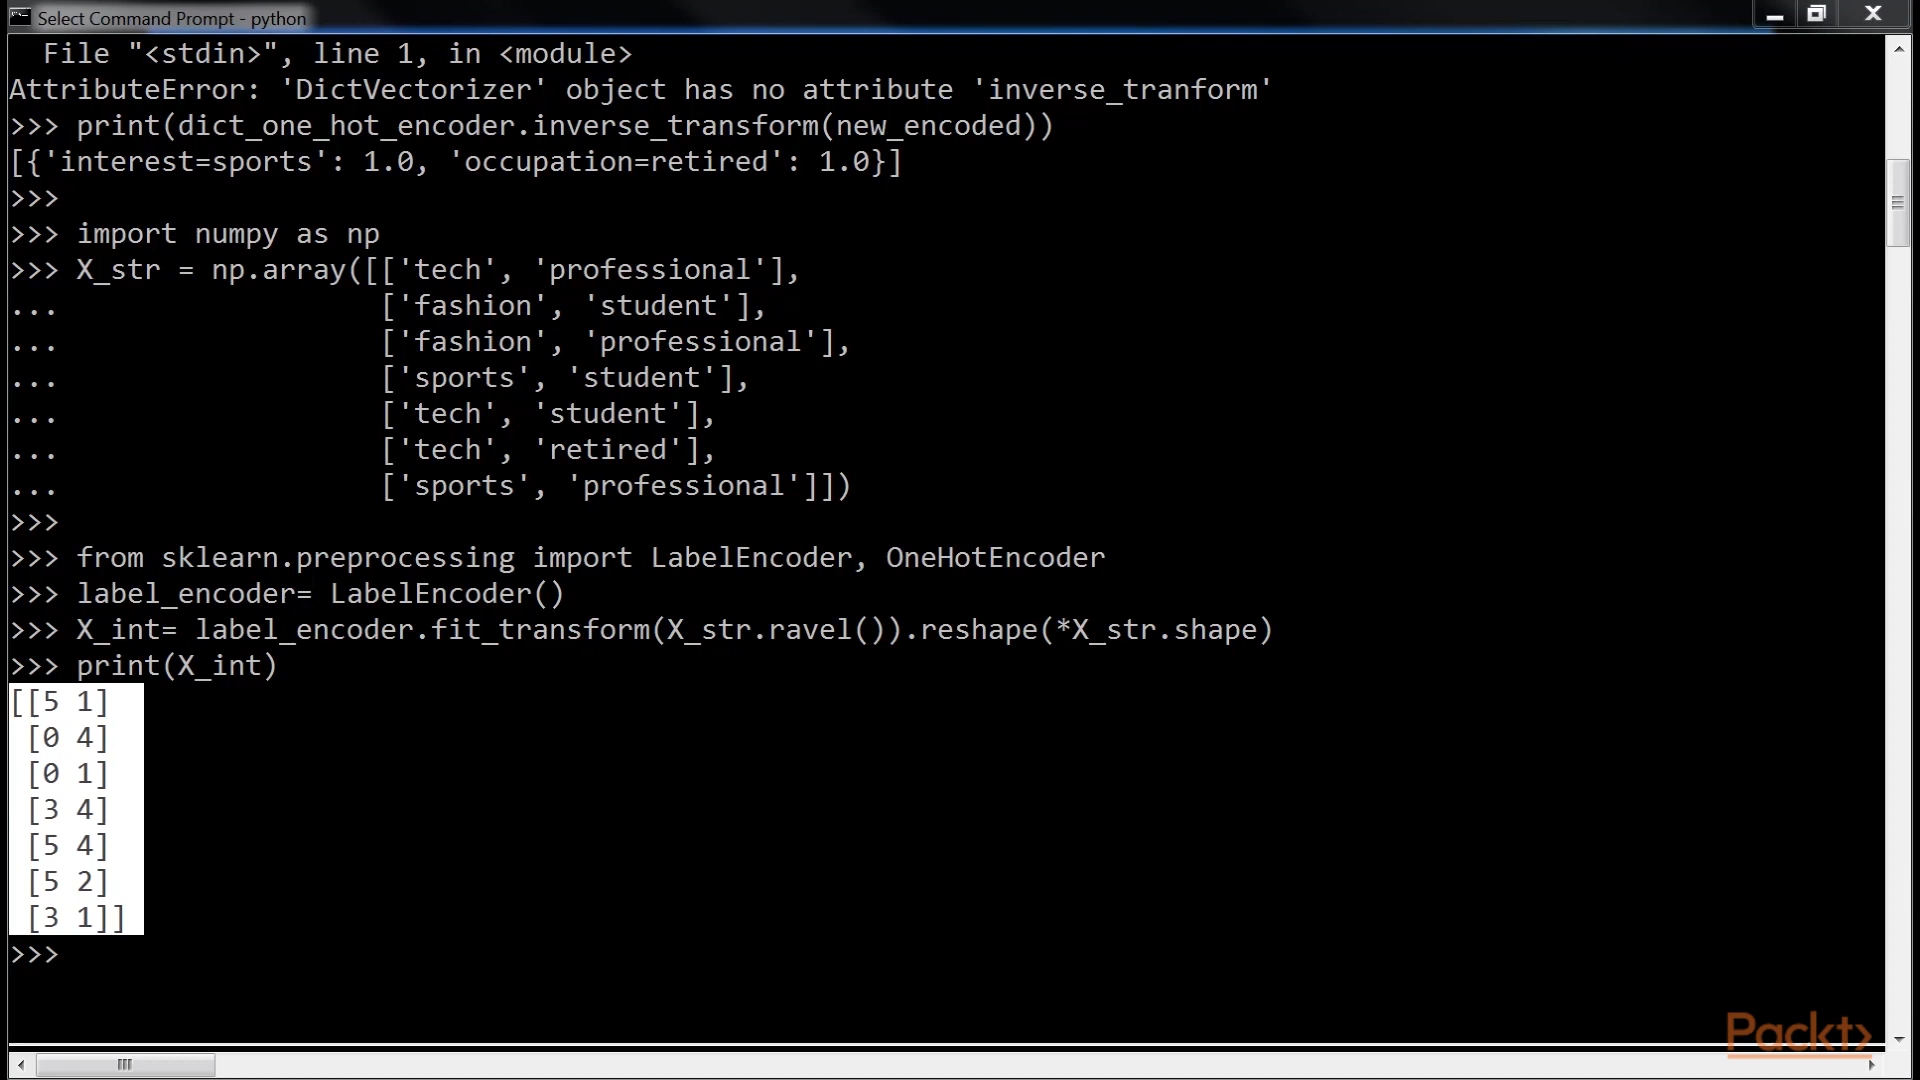 Select Command Prompt - python
  File "<stdin>", line 1, in <module>
AttributeError: 'DictVectorizer' object has no attribute 'inverse_tranform'
>>> print(dict_one_hot_encoder.inverse_transform(new_encoded))
[{'interest=sports': 1.0, 'occupation=retired': 1.0}]
>>>
>>> import numpy as np
>>> X_str = np.array([['tech', 'professional'],
...                   ['fashion', 'student'],
...                   ['fashion', 'professional'],
...                   ['sports', 'student'],
...                   ['tech', 'student'],
...                   ['tech', 'retired'],
...                   ['sports', 'professional']])
>>>
>>> from sklearn.preprocessing import LabelEncoder, OneHotEncoder
>>> label_encoder= LabelEncoder()
>>> X_int= label_encoder.fit_transform(X_str.ravel()).reshape(*X_str.shape)
>>> print(X_int)
[[5 1]
 [0 4]
 [0 1]
 [3 4]
 [5 4]
 [5 2]
 [3 1]]
>>>
Packt>